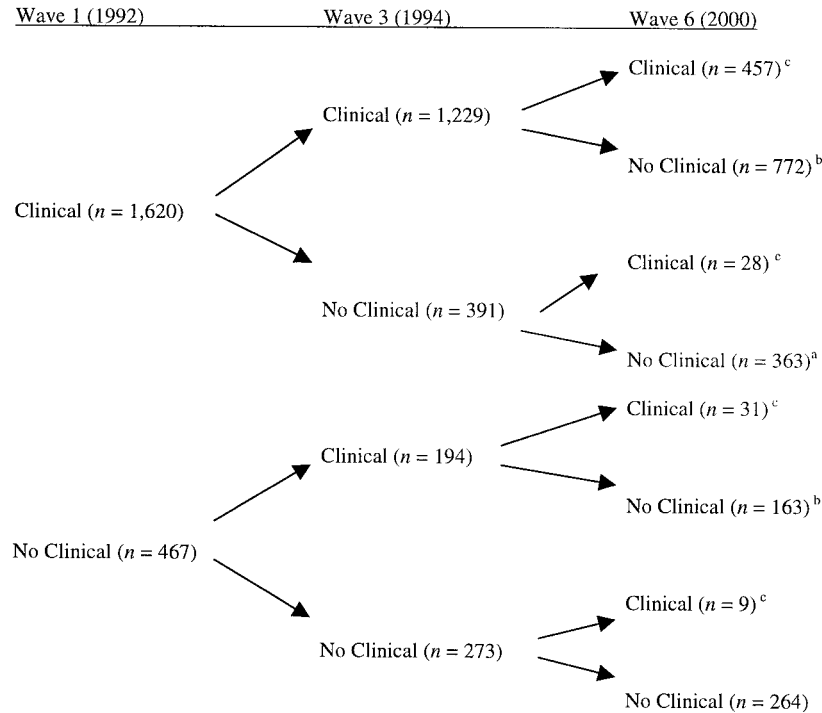 Wave 1 (1992) Wave 3 (1994) Wave 6 (2000)
Clinical (n = 457) c
Clinical (n = 1,229)
No Clinical (n = 772) b
Clinical (n = 1,620)
Clinical (n = 28) c
No Clinical (n = 391)
No Clinical (n = 363) a
Clinical (n = 31) c
Clinical (n = 194)
No Clinical (n = 163) b
No Clinical (n = 467)
Clinical (n = 9) c
No Clinical (n = 273)
No Clinical (n = 264)